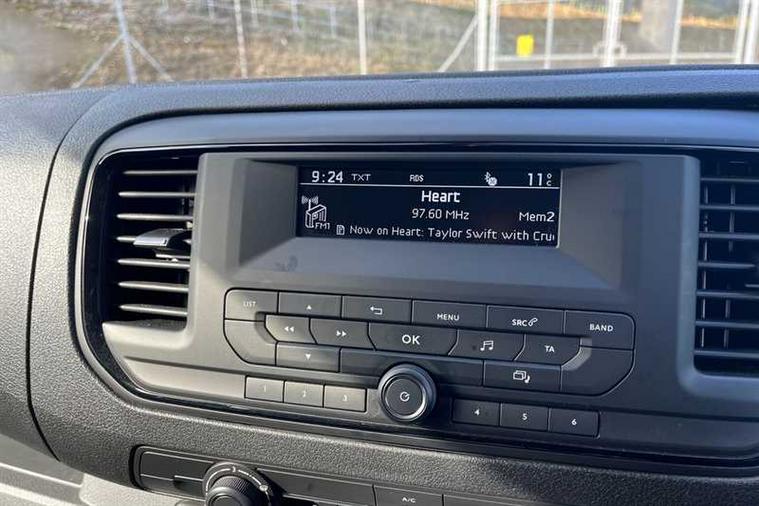 9:24 TXT RDS 11°C
Heart
97.60 MHz
Mem2
FM1
Now on Heart: Taylor Swift with Cru
LIST
MENU
SRC
BAND
OK
TA
1 2 3
4 5 6
A/C